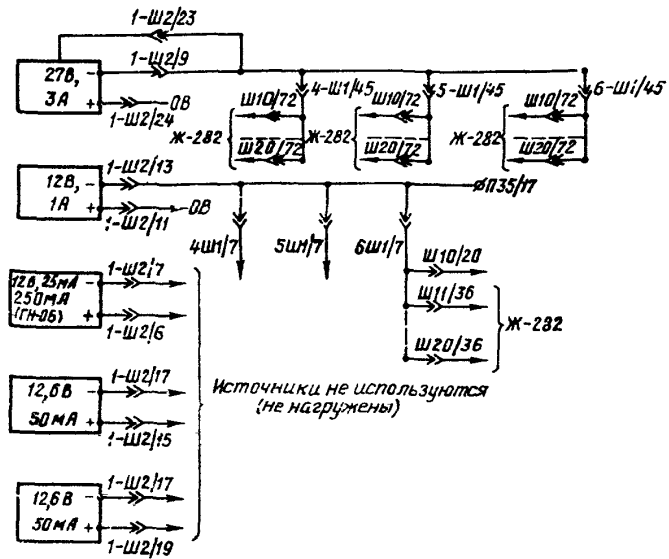 1-Ш2/23
1-Ш2/9
27В, -
3А +
1-Ш2/24
0В
4-Ш1/45
5-Ш1/45
6-Ш1/45
Ш10/72
Ш10/72
Ш10/72
Ж-282
Ж-282
Ж-282
Ш20/72
Ш20/72
Ш20/72
1-Ш2/13
12В, -
1А +
1-Ш2/11
0В
ФП35/17
4Ш1/7
5Ш1/7
6Ш1/7
Ш10/20
Ш11/36
Ж-282
Ш20/36
1-Ш2/7
12В, 25мА -
250мА
(ГН-ОБ) +
1-Ш2/6
1-Ш2/17
12,6В -
50мА +
1-Ш2/15
Источники не используются
(не нагружены)
1-Ш2/17
12,6В -
50мА +
1-Ш2/19